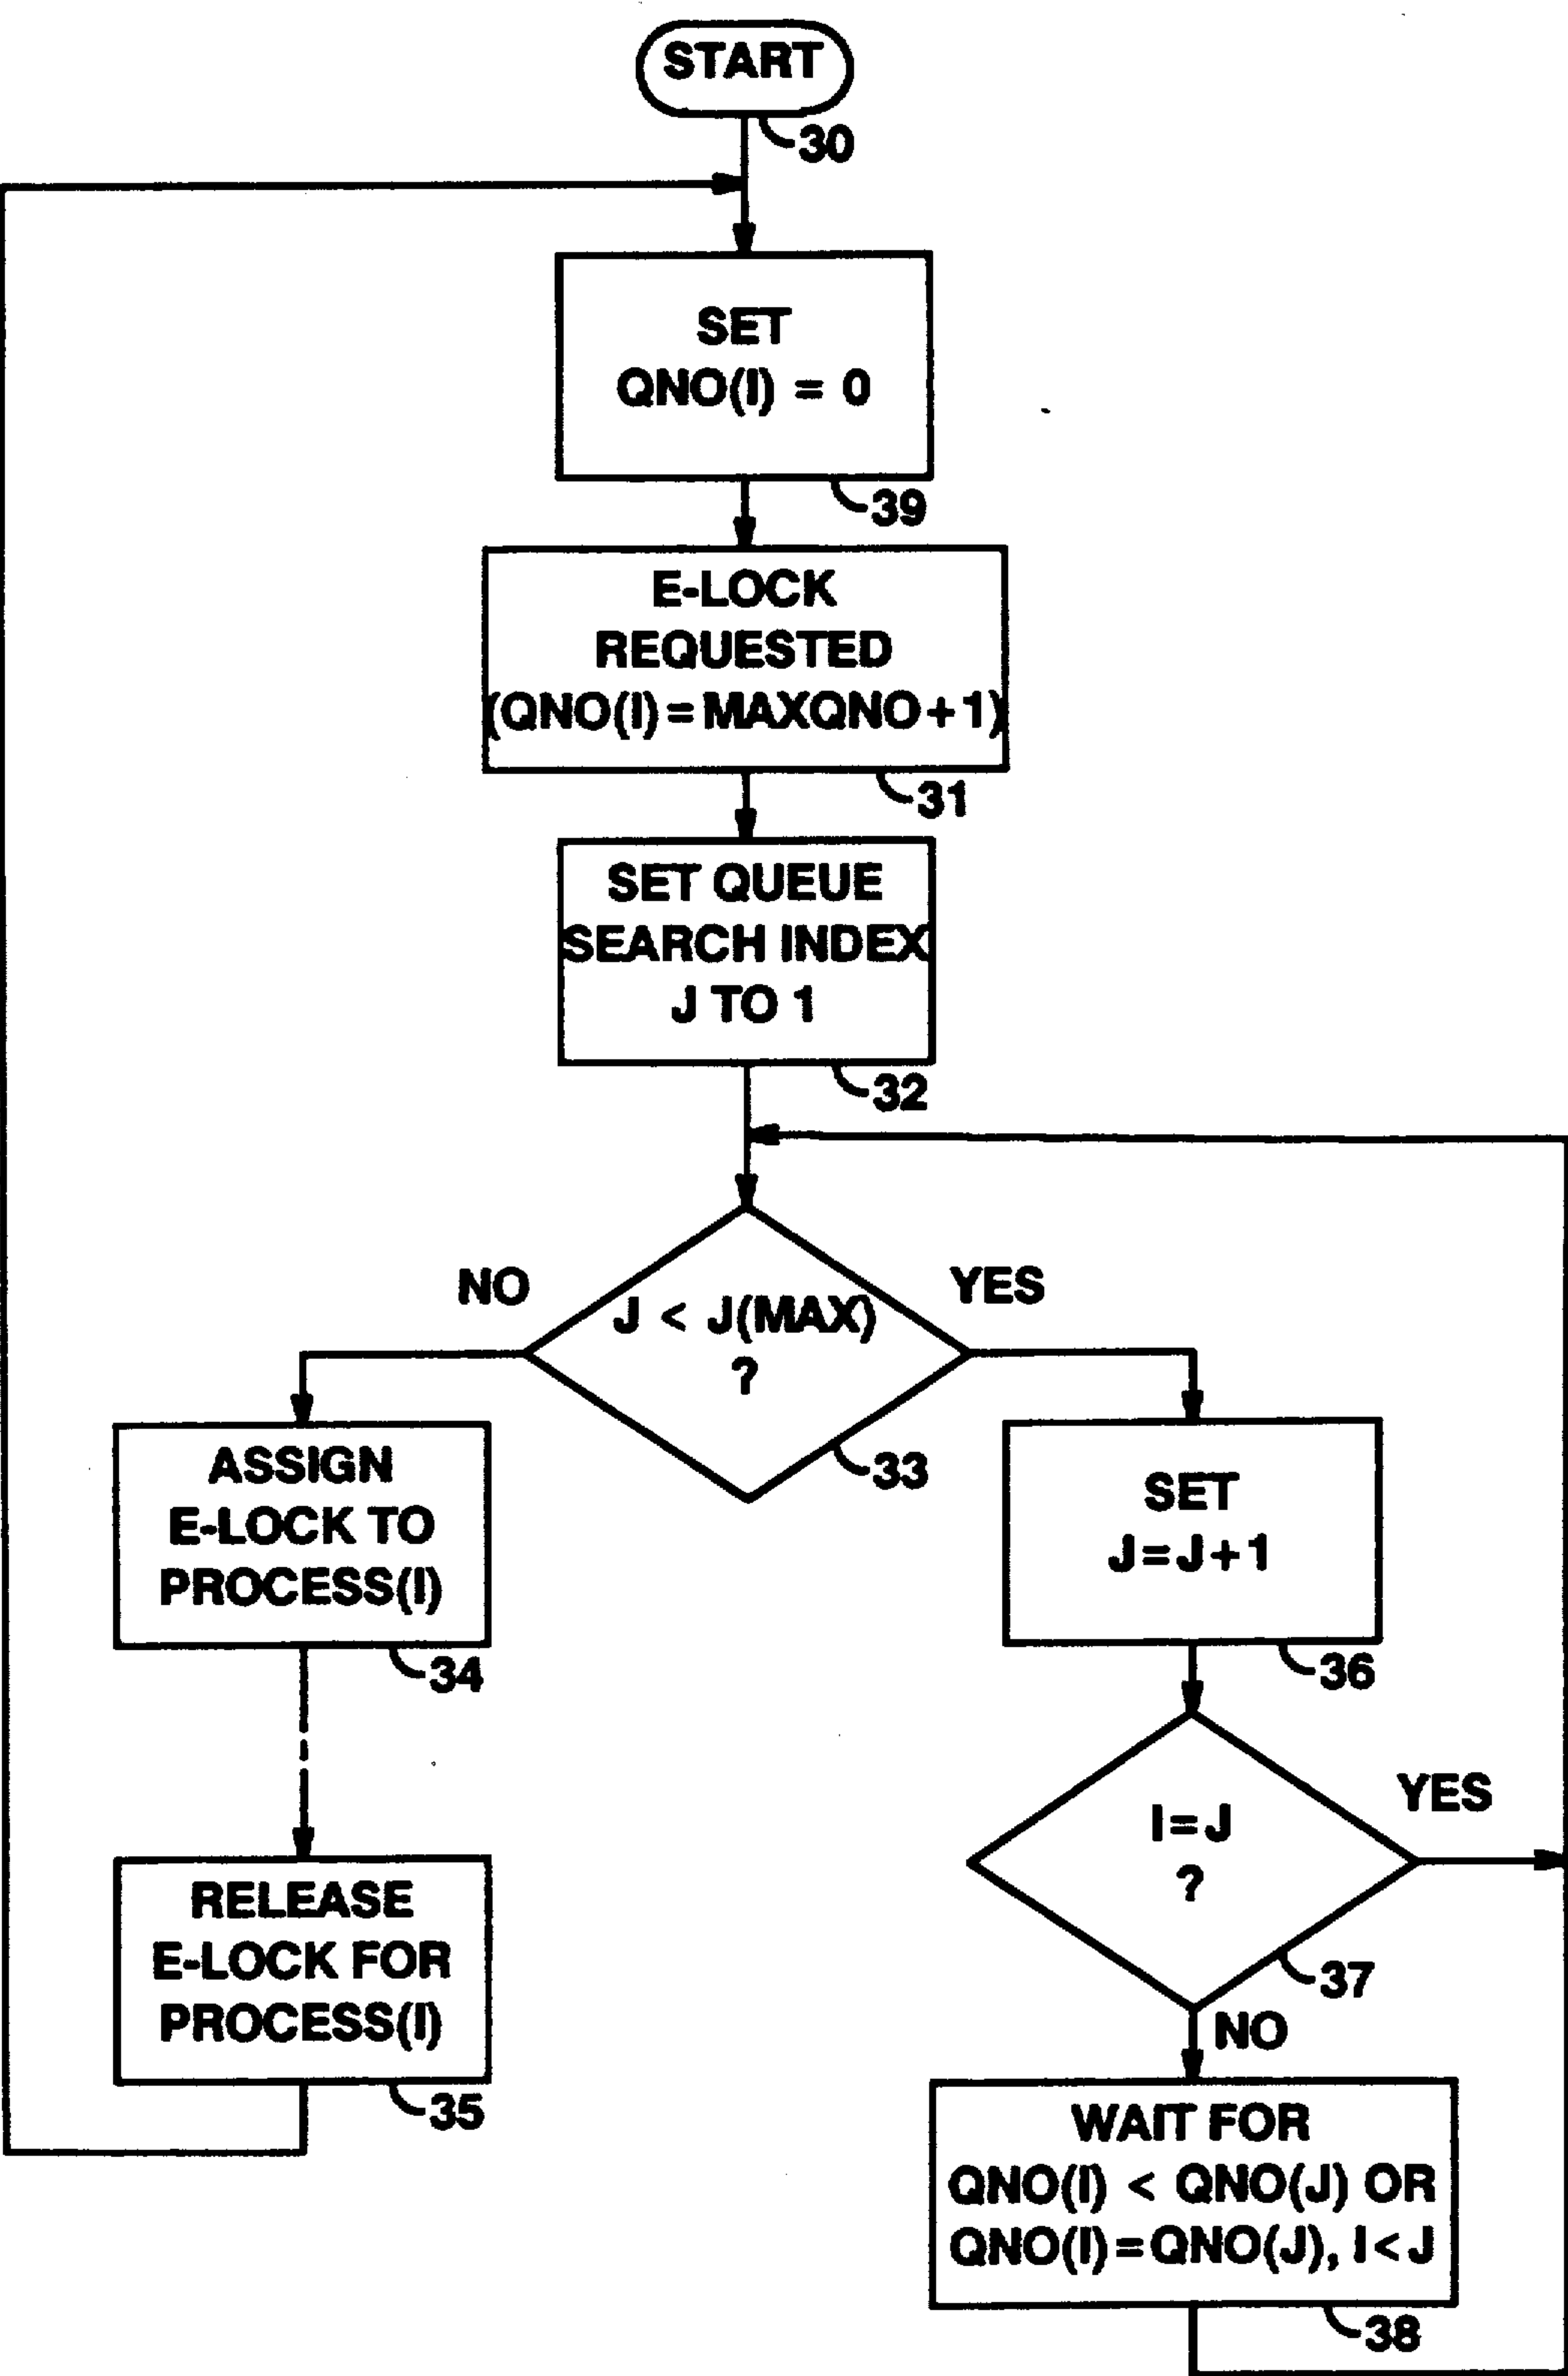 START
30
SET
QNO(I) = 0
39
E-LOCK
REQUESTED
(QNO(I)=MAXQNO+1)
31
SET QUEUE
SEARCH INDEX
J TO 1
32
NO
YES
J < J(MAX)
?
33
ASSIGN
E-LOCK TO
PROCESS(I)
34
SET
J=J+1
36
I=J
?
YES
37
NO
RELEASE
E-LOCK FOR
PROCESS(I)
35
WAIT FOR
QNO(I) < QNO(J) OR
QNO(I)=QNO(J), I<J
38